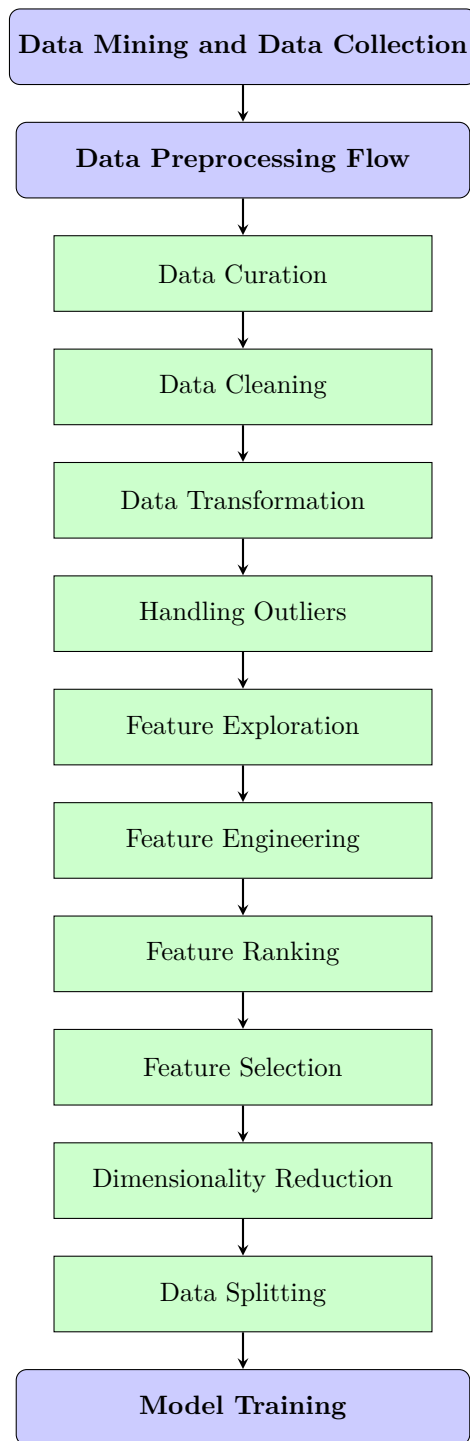 Data Mining and Data Collection
Data Preprocessing Flow
Data Curation
Data Cleaning
Data Transformation
Handling Outliers
Feature Exploration
Feature Engineering
Feature Ranking
Feature Selection
Dimensionality Reduction
Data Splitting
Model Training